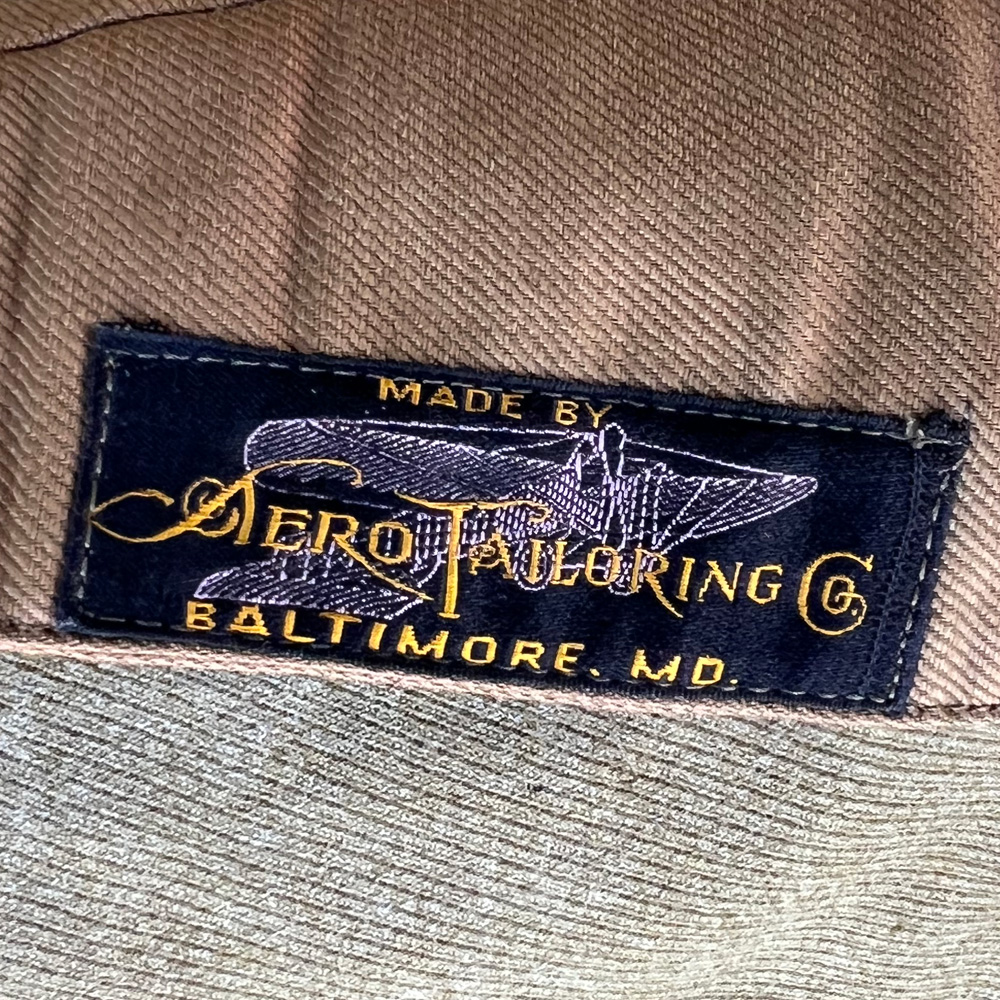 MADE BY
AERO TAILORING Co.
BALTIMORE. MD.